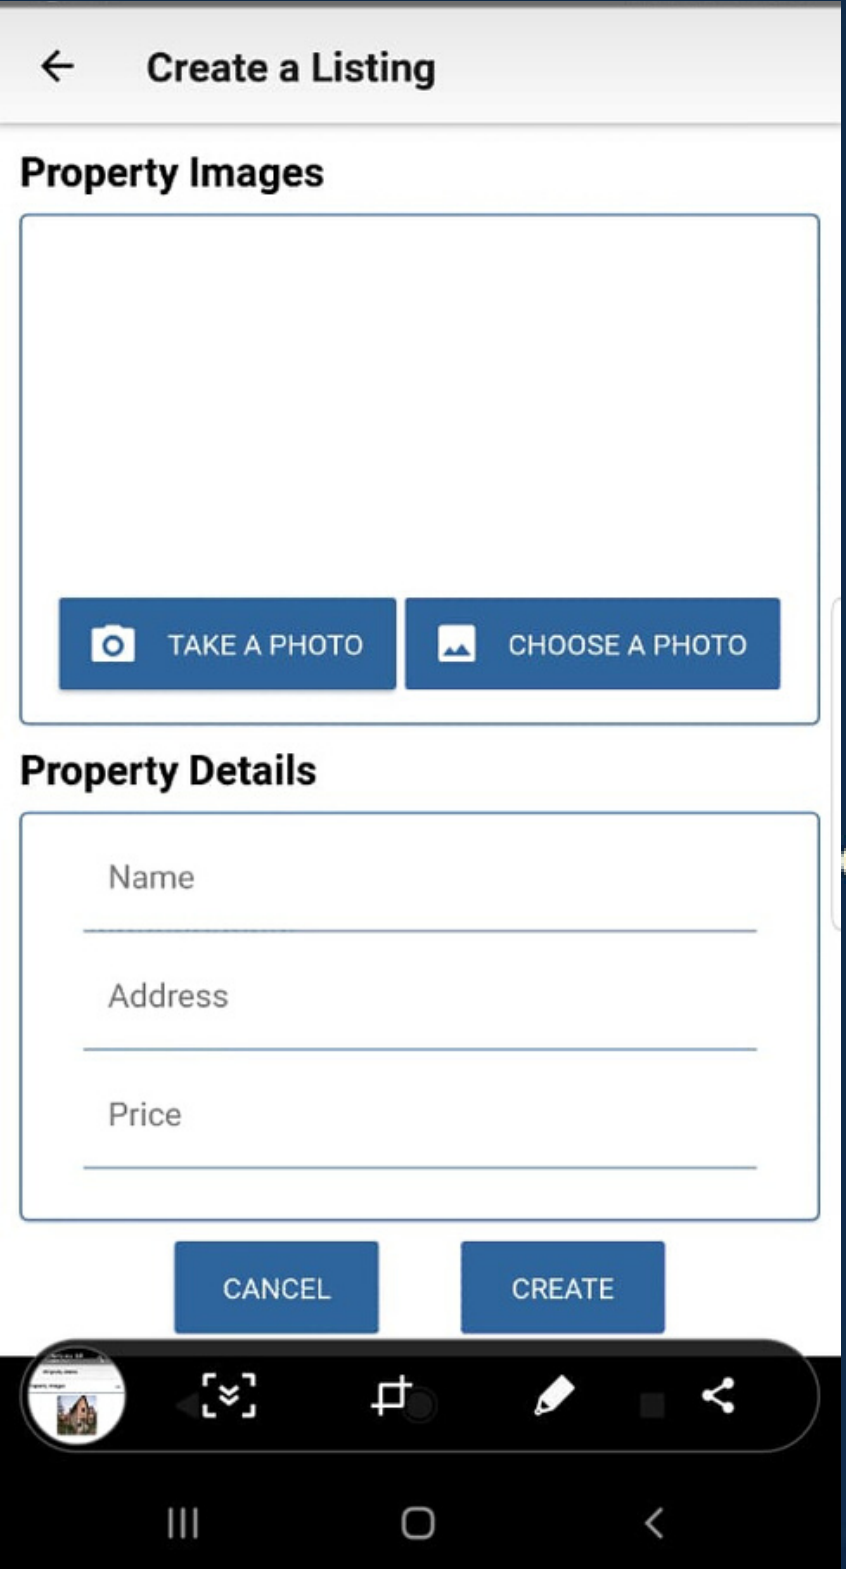 Create a Listing
Property Images
TAKE A PHOTO
CHOOSE A PHOTO
Property Details
Name
Address
Price
CANCEL
CREATE